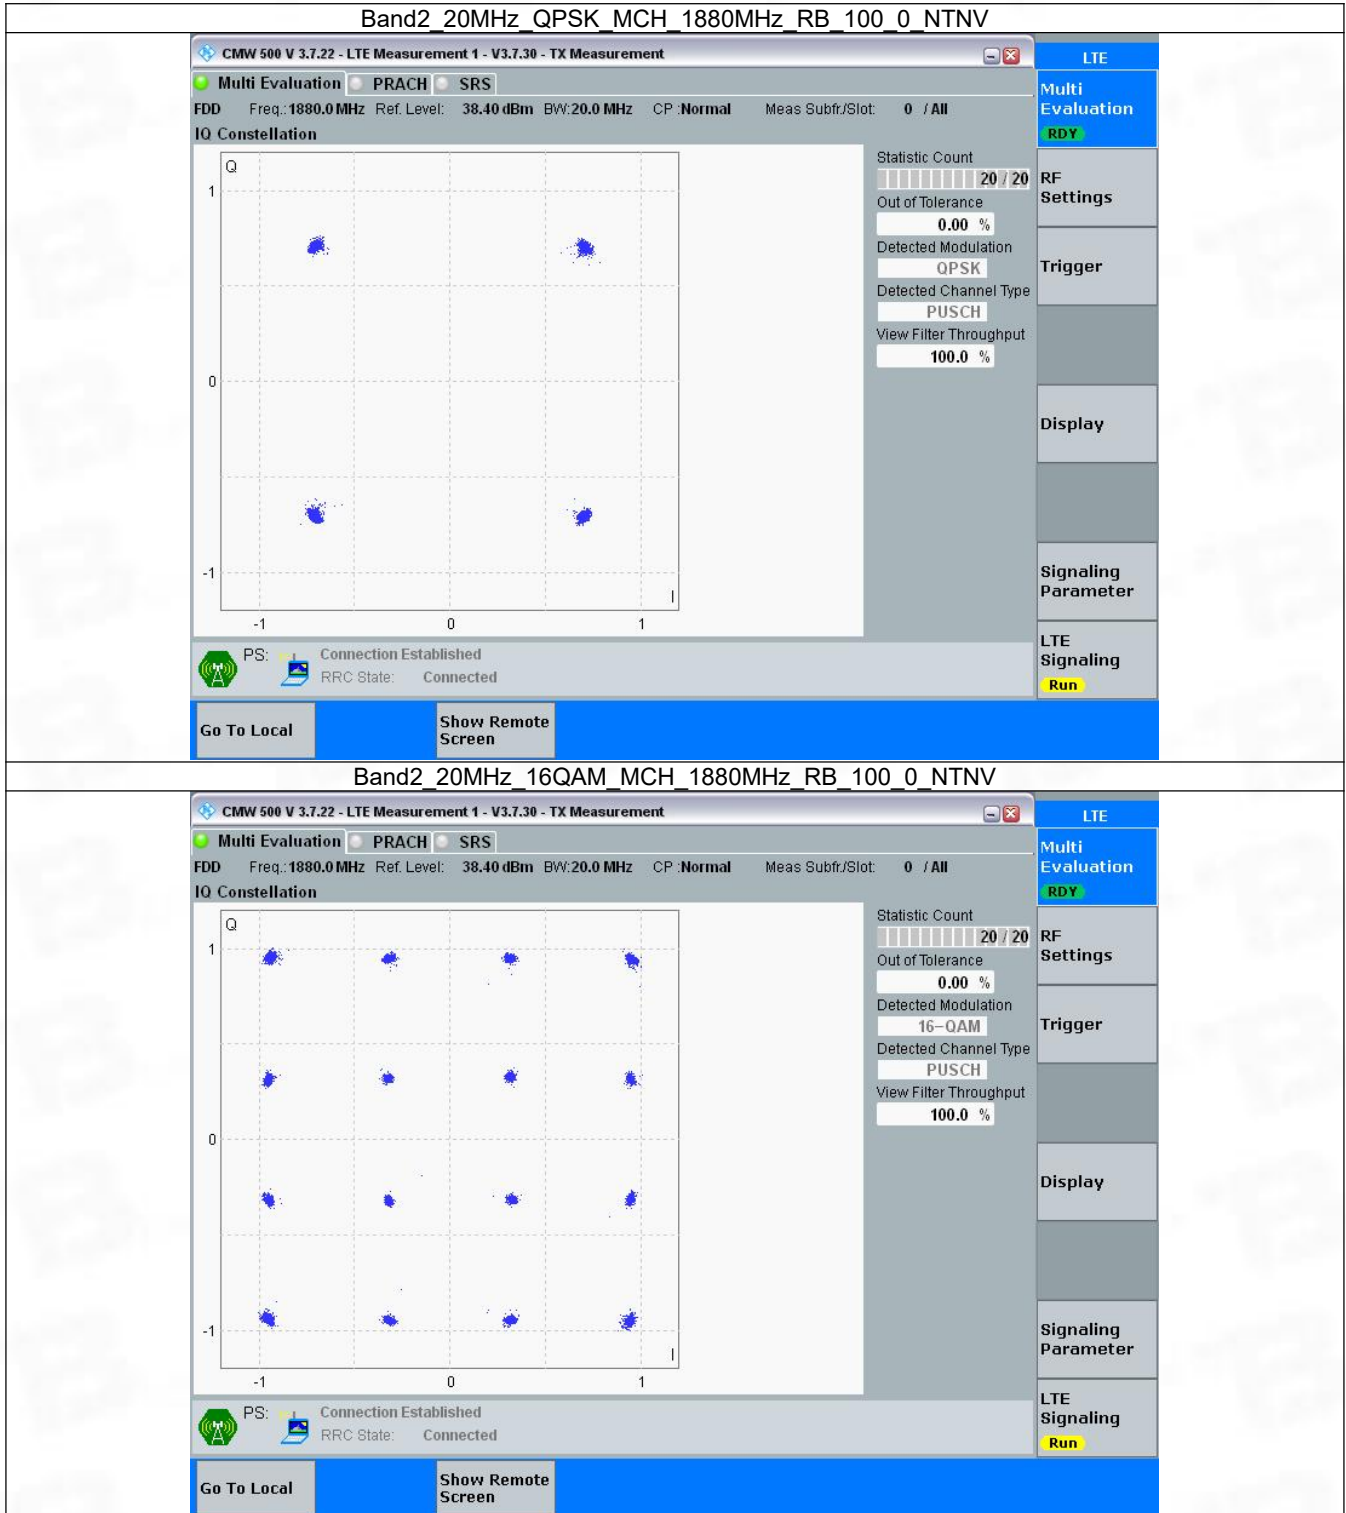 Band2_20MHz_QPSK_MCH_1880MHz_RB_100_0_NTNV
CMW 500 V 3.7.22 - LTE Measurement 1 - V3.7.30 - TX Measurement
LTE
Multi Evaluation PRACH SRS
Multi
Evaluation
RDY
FDD Freq.: 1880.0 MHz Ref. Level: 38.40 dBm BW: 20.0 MHz CP : Normal Meas Subfr./Slot: 0 / All
IQ Constellation
Q
1
0
-1
I
-1 0 1
Statistic Count
20 / 20
Out of Tolerance
0.00 %
Detected Modulation
QPSK
Detected Channel Type
PUSCH
View Filter Throughput
100.0 %
RF
Settings
Trigger
Display
Signaling
Parameter
LTE
Signaling
Run
PS: Connection Established
RRC State: Connected
Go To Local
Show Remote
Screen
Band2_20MHz_16QAM_MCH_1880MHz_RB_100_0_NTNV
CMW 500 V 3.7.22 - LTE Measurement 1 - V3.7.30 - TX Measurement
LTE
Multi Evaluation PRACH SRS
Multi
Evaluation
RDY
FDD Freq.: 1880.0 MHz Ref. Level: 38.40 dBm BW: 20.0 MHz CP : Normal Meas Subfr./Slot: 0 / All
IQ Constellation
Q
1
0
-1
I
-1 0 1
Statistic Count
20 / 20
Out of Tolerance
0.00 %
Detected Modulation
16-QAM
Detected Channel Type
PUSCH
View Filter Throughput
100.0 %
RF
Settings
Trigger
Display
Signaling
Parameter
LTE
Signaling
Run
PS: Connection Established
RRC State: Connected
Go To Local
Show Remote
Screen